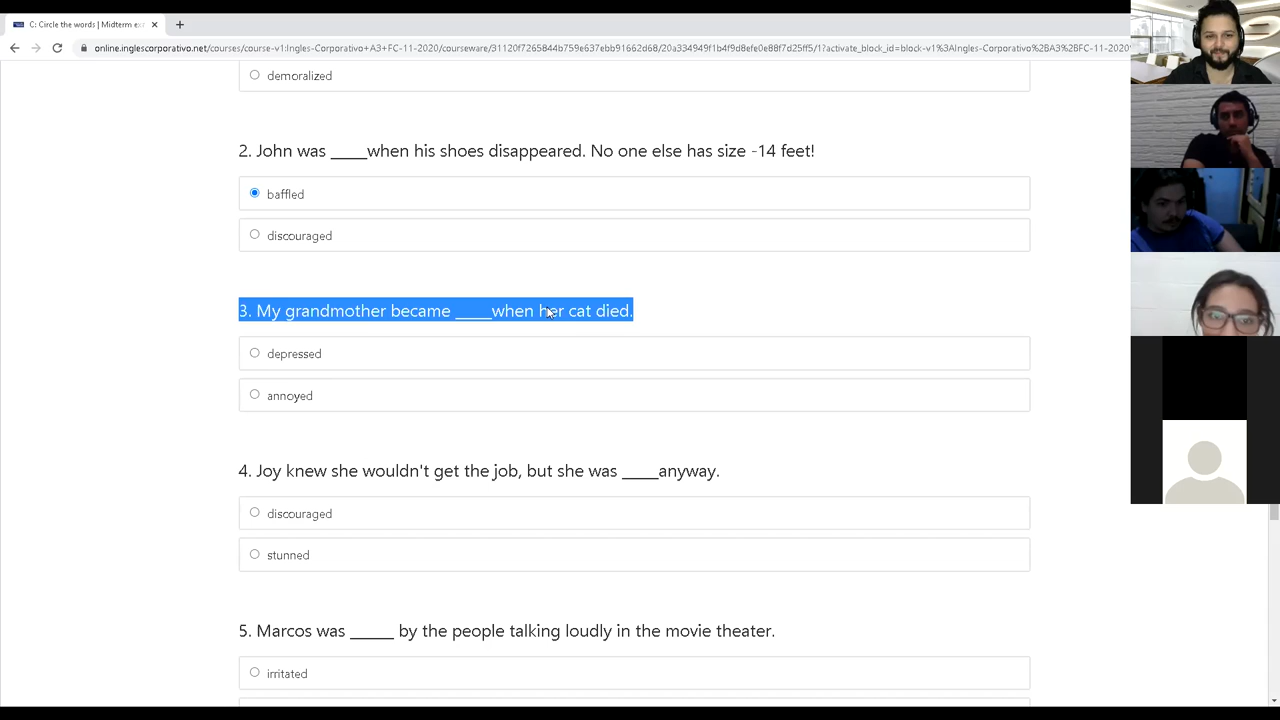 C: Circle the words | Midterm ex
online.inglescorporativo.net/courses/course-v1:Ingles-Corporativo+A3+FC-11-2020/courseware/31120f7265844b759e637ebb91662d68/20a334949f1b4f9d8efe0e88f7d25ff5/1?activate_block_id=block-v1%3AIngles-Corporativo%2BA3%2BFC-11-2020
demoralized
2. John was _____when his shoes disappeared. No one else has size -14 feet!
baffled
discouraged
3. My grandmother became _____when her cat died.
depressed
annoyed
4. Joy knew she wouldn't get the job, but she was _____anyway.
discouraged
stunned
5. Marcos was ______ by the people talking loudly in the movie theater.
irritated